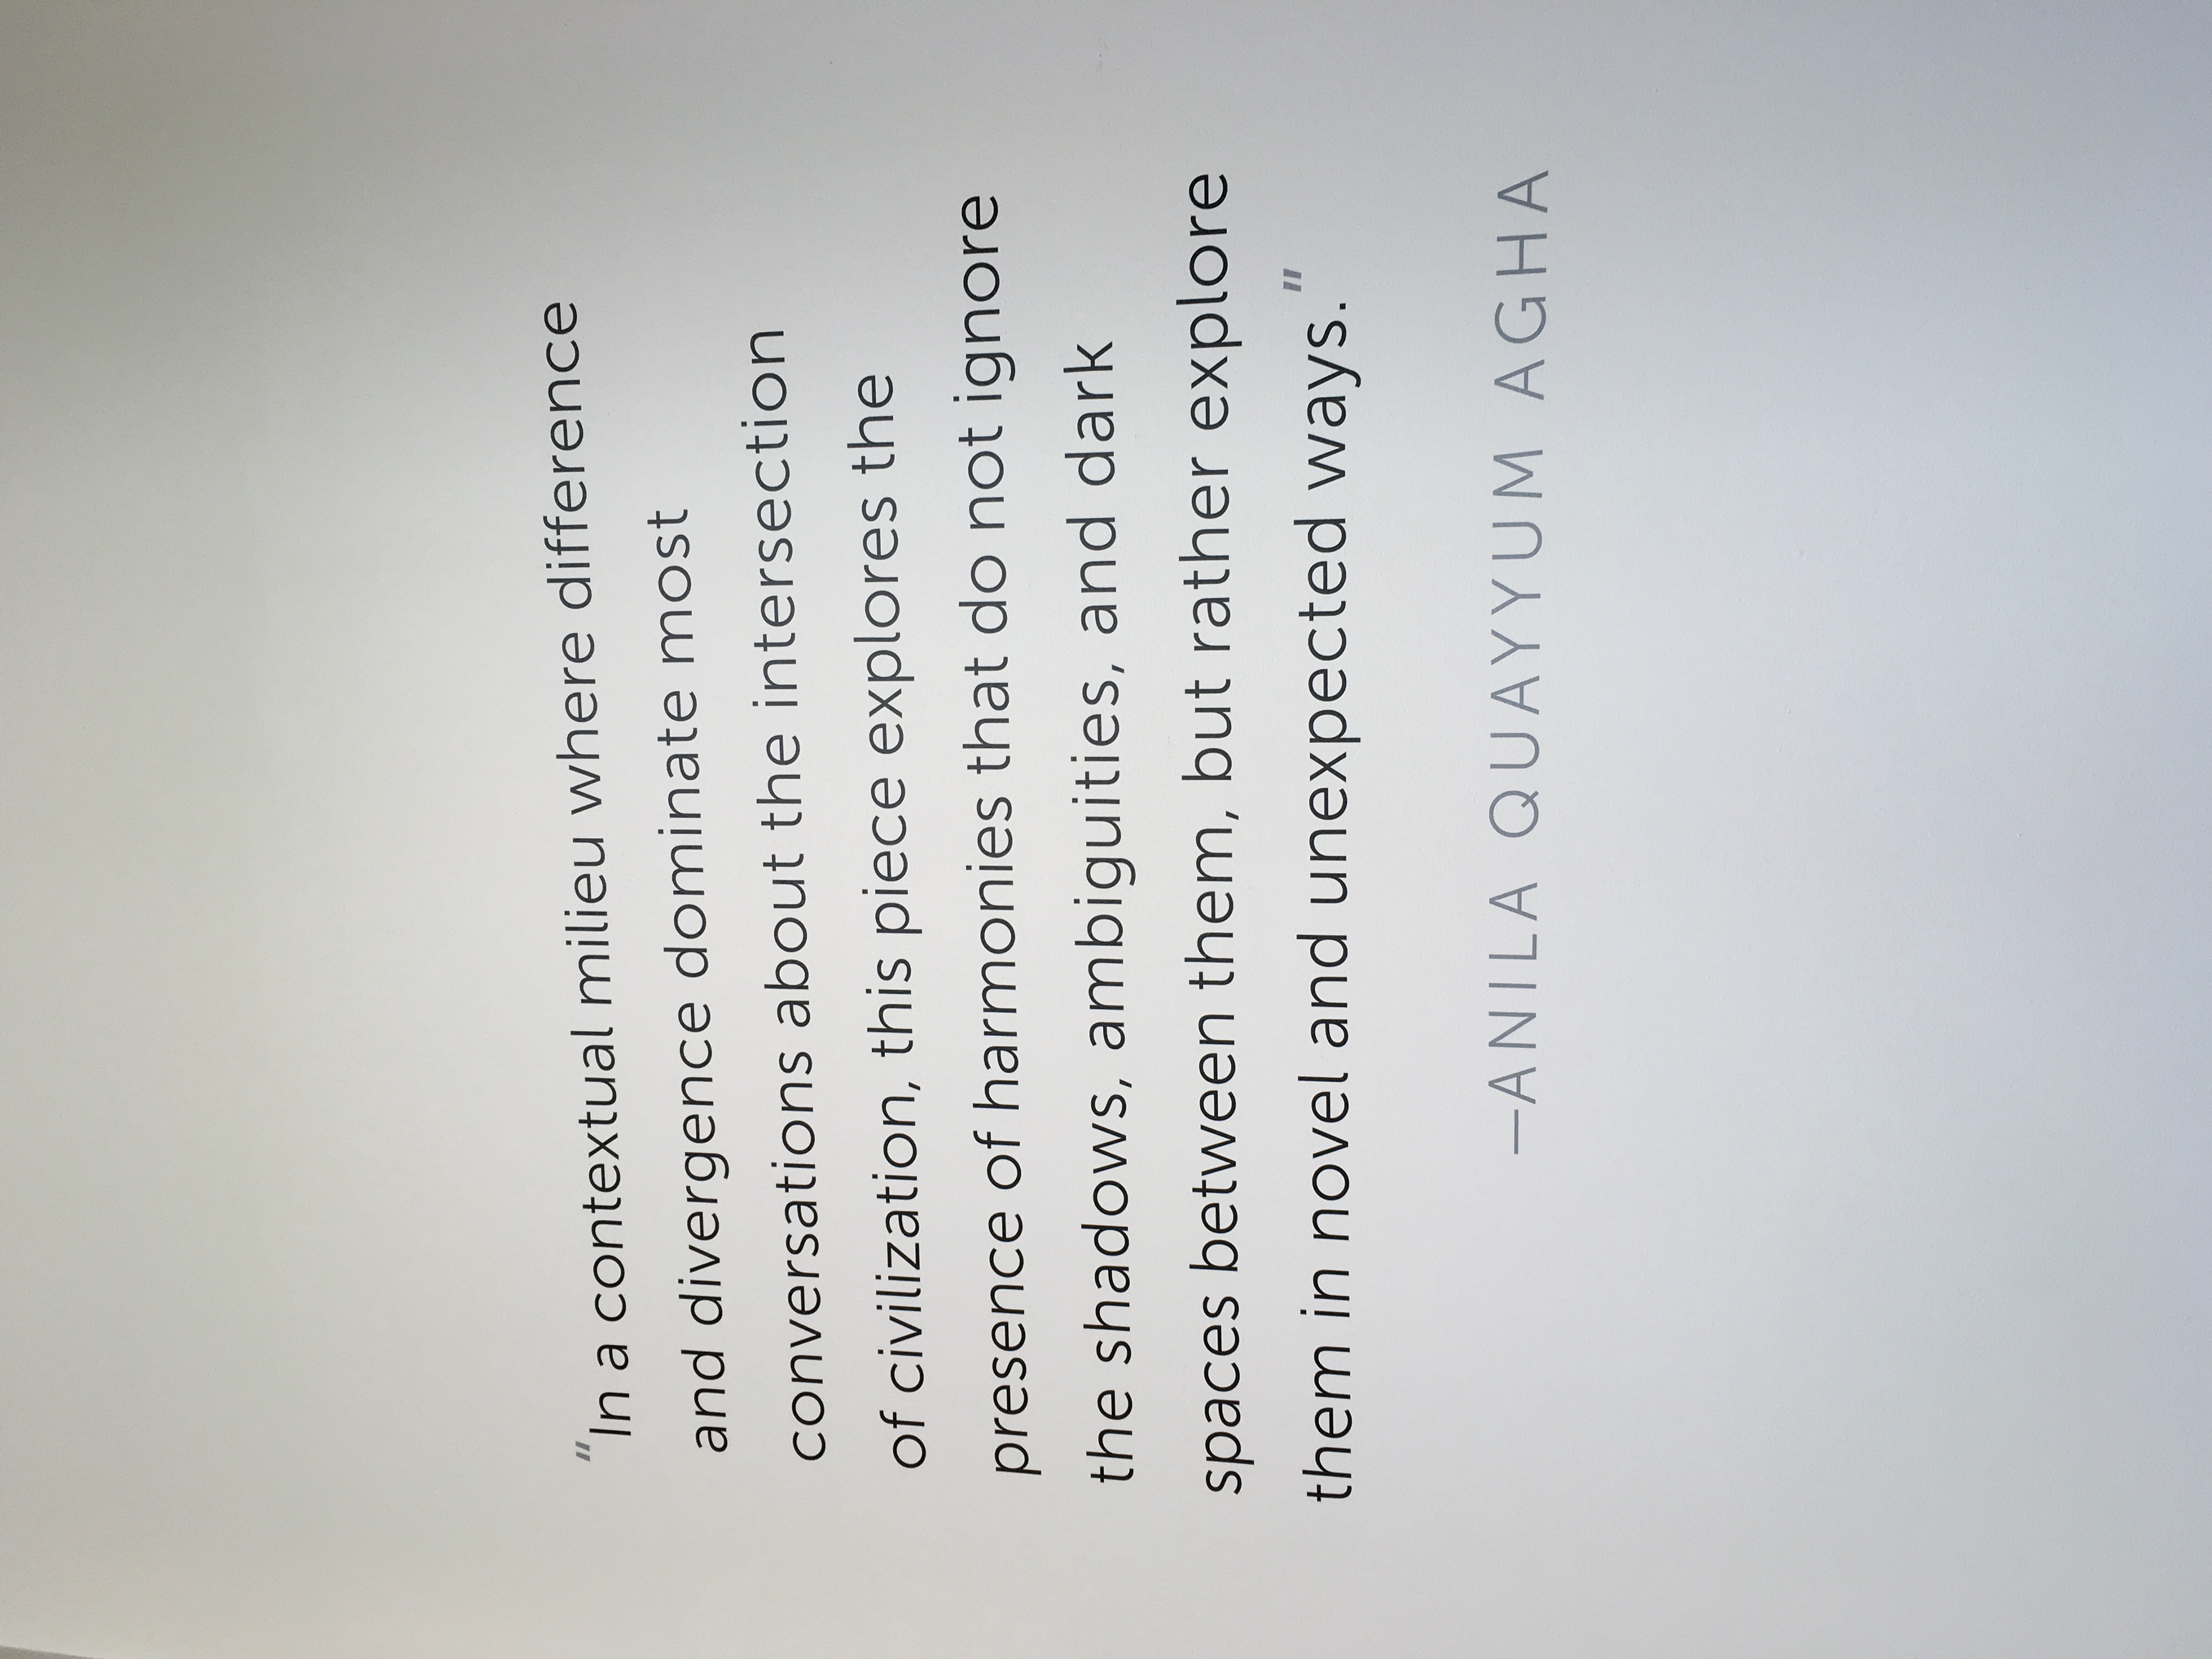 "In a contextual milieu where difference
and divergence dominate most
conversations about the intersection
of civilization, this piece explores the
presence of harmonies that do not ignore
the shadows, ambiguities, and dark
spaces between them, but rather explore
them in novel and unexpected ways."
—ANILA QUAYYUM AGHA